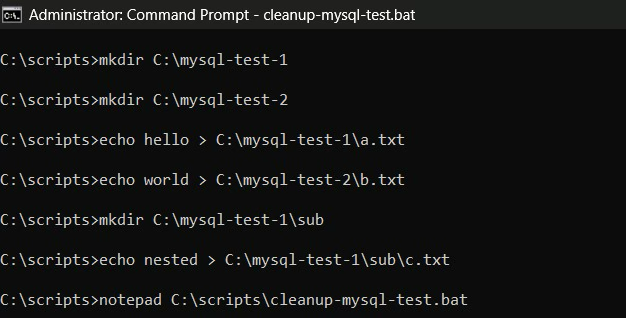 Administrator: Command Prompt - cleanup-mysql-test.bat
C:\scripts>mkdir C:\mysql-test-1
C:\scripts>mkdir C:\mysql-test-2
C:\scripts>echo hello > C:\mysql-test-1\a.txt
C:\scripts>echo world > C:\mysql-test-2\b.txt
C:\scripts>mkdir C:\mysql-test-1\sub
C:\scripts>echo nested > C:\mysql-test-1\sub\c.txt
C:\scripts>notepad C:\scripts\cleanup-mysql-test.bat